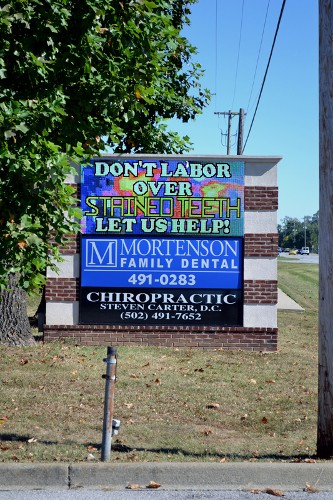 DON'T LABOR
OVER
STAINED TEETH
LET US HELP!
M MORTENSON
FAMILY DENTAL
491-0283
CHIROPRACTIC
STEVEN CARTER, D.C.
(502) 491-7652